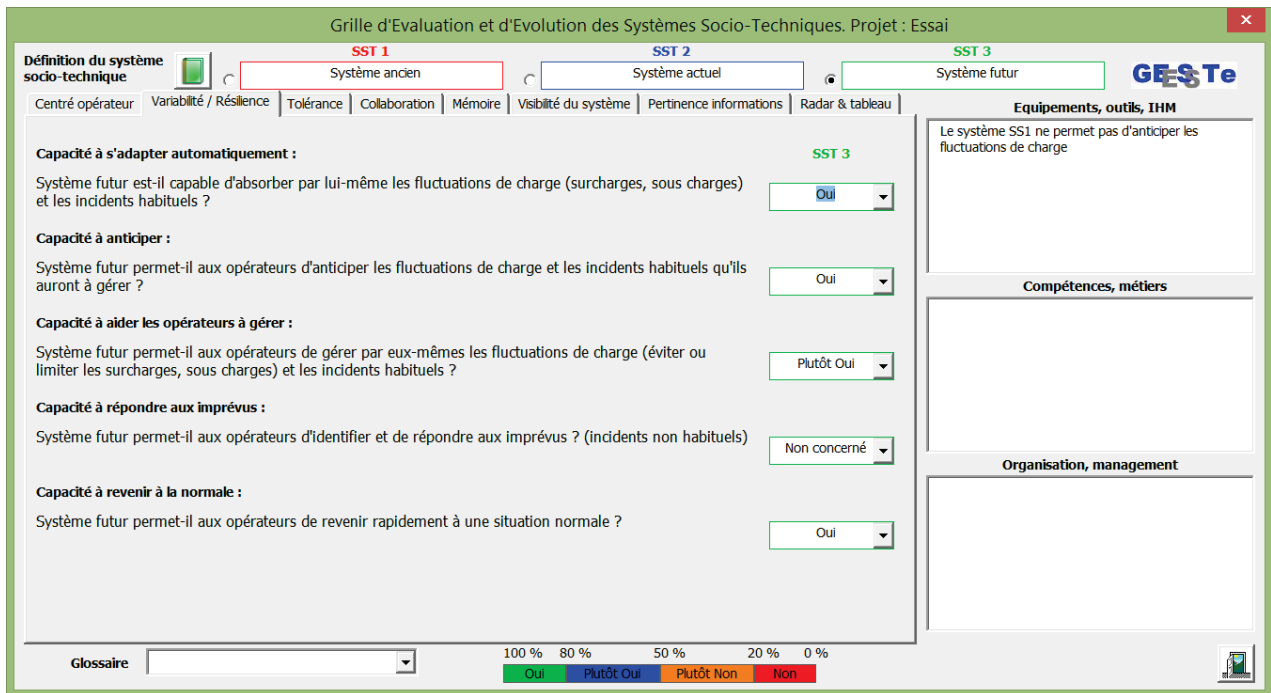 Grille d'Evaluation et d'Evolution des Systèmes Socio-Techniques. Projet : Essai
x
Définition du système
socio-technique
SST 1
Système ancien
SST 2
Système actuel
SST 3
Système futur
GEESSTe
Centré opérateur
Variabilité / Résilience
Tolérance
Collaboration
Mémoire
Visibilité du système
Pertinence informations
Radar & tableau
Capacité à s'adapter automatiquement :
SST 3
Système futur est-il capable d'absorber par lui-même les fluctuations de charge (surcharges, sous charges)
et les incidents habituels ?
Oui
Capacité à anticiper :
Système futur permet-il aux opérateurs d'anticiper les fluctuations de charge et les incidents habituels qu'ils
auront à gérer ?
Oui
Capacité à aider les opérateurs à gérer :
Système futur permet-il aux opérateurs de gérer par eux-mêmes les fluctuations de charge (éviter ou
limiter les surcharges, sous charges) et les incidents habituels ?
Plutôt Oui
Capacité à répondre aux imprévus :
Système futur permet-il aux opérateurs d'identifier et de répondre aux imprévus ? (incidents non habituels)
Non concerné
Capacité à revenir à la normale :
Système futur permet-il aux opérateurs de revenir rapidement à une situation normale ?
Oui
Equipements, outils, IHM
Le système SS1 ne permet pas d'anticiper les
fluctuations de charge
Compétences, métiers
Organisation, management
Glossaire
100 % 80 % 50 % 20 % 0 %
Oui Plutôt Oui Plutôt Non Non